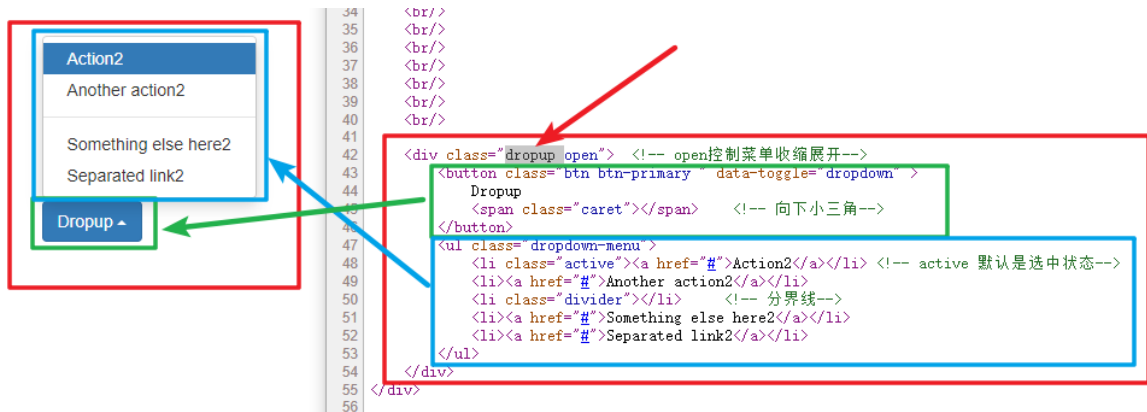 Action2
Another action2
Something else here2
Separated link2
Dropup
34 <br/>
35 <br/>
36 <br/>
37 <br/>
38 <br/>
39 <br/>
40 <br/>
41
42 <div class="dropup open"> <!-- open控制菜单收缩展开-->
43 <button class="btn btn-primary " data-toggle="dropdown" >
44 Dropup
45 <span class="caret"></span> <!-- 向下小三角-->
46 </button>
47 <ul class="dropdown-menu">
48 <li class="active"><a href="#">Action2</a></li> <!-- active 默认是选中状态-->
49 <li><a href="#">Another action2</a></li>
50 <li class="divider"></li> <!-- 分界线-->
51 <li><a href="#">Something else here2</a></li>
52 <li><a href="#">Separated link2</a></li>
53 </ul>
54 </div>
55 </div>
56